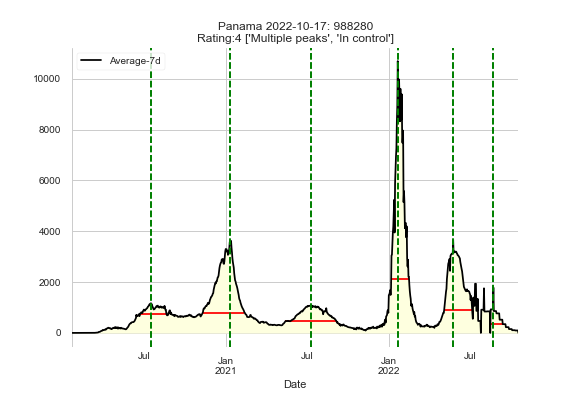 Panama 2022-10-17: 988280
Rating:4 ['Multiple peaks', 'In control']
Average-7d
10000
8000
6000
4000
2000
0
Jul
Jan
2021
Jul
Jan
2022
Jul
Date